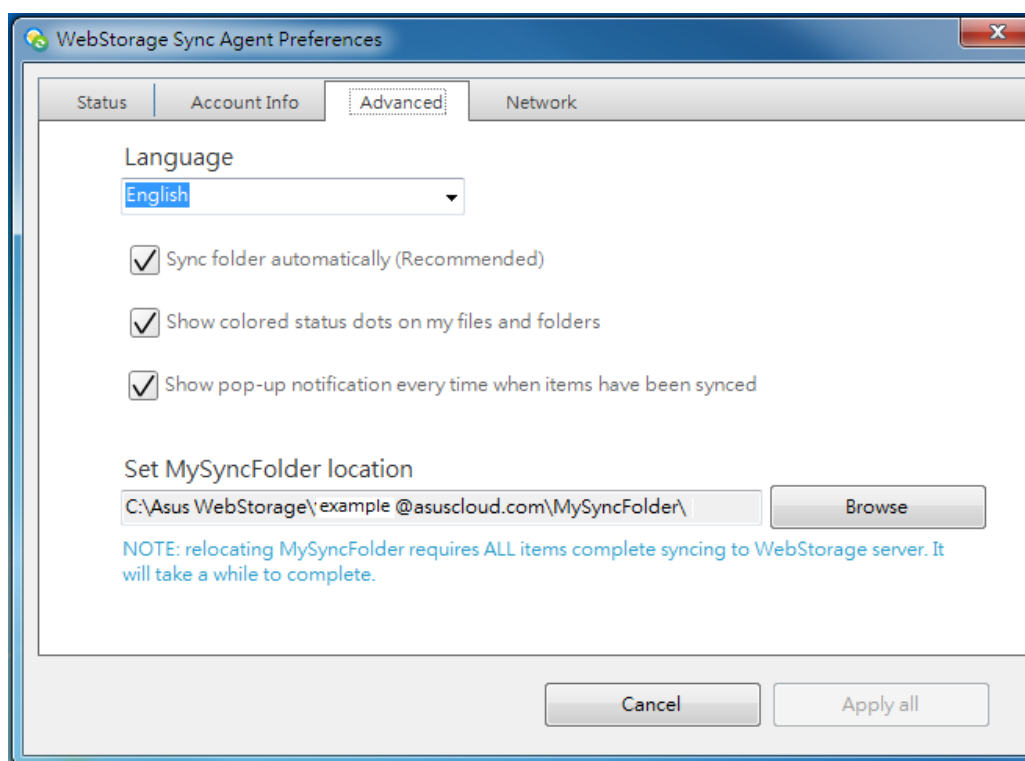 WebStorage Sync Agent Preferences
Status Account Info Advanced Network
Language
English
Sync folder automatically (Recommended)
Show colored status dots on my files and folders
Show pop-up notification every time when items have been synced
Set MySyncFolder location
C:\Asus WebStorage\example@asuscloud.com\MySyncFolder\ Browse
NOTE: relocating MySyncFolder requires ALL items complete syncing to WebStorage server. It
will take a while to complete.
Cancel Apply all